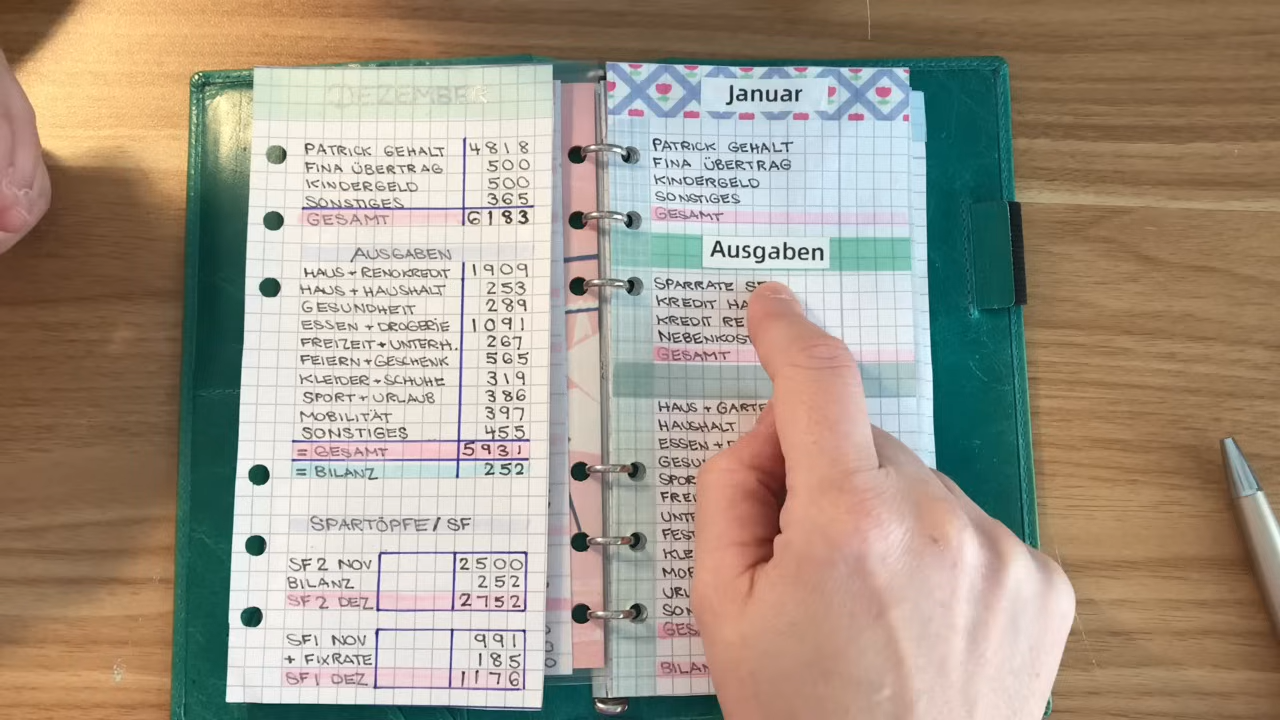 DEZEMBER
PATRICK GEHALT 4818
FINA ÜBERTRAG 500
KINDERGELD 500
SONSTIGES 365
GESAMT 6183
AUSGABEN
HAUS + RENOKREDIT 1909
HAUS + HAUSHALT 253
GESUNDHEIT 289
ESSEN + DROGERIE 1091
FREIZEIT + UNTERH. 267
FEIERN + GESCHENK 565
KLEIDER + SCHUHE 319
SPORT + URLAUB 386
MOBILITÄT 397
SONSTIGES 455
= GESAMT 5931
= BILANZ 252
SPARTÖPFE / SF
SF2 NOV 2500
BILANZ 252
SF2 DEZ 2752
SF1 NOV 991
+ FIXRATE 185
SF1 DEZ 1176
Januar
PATRICK GEHALT
FINA ÜBERTRAG
KINDERGELD
SONSTIGES
GESAMT
Ausgaben
SPARRATE
KREDIT
KREDIT
GESAMT
HAUS +
HAUSHALT
ESSEN +